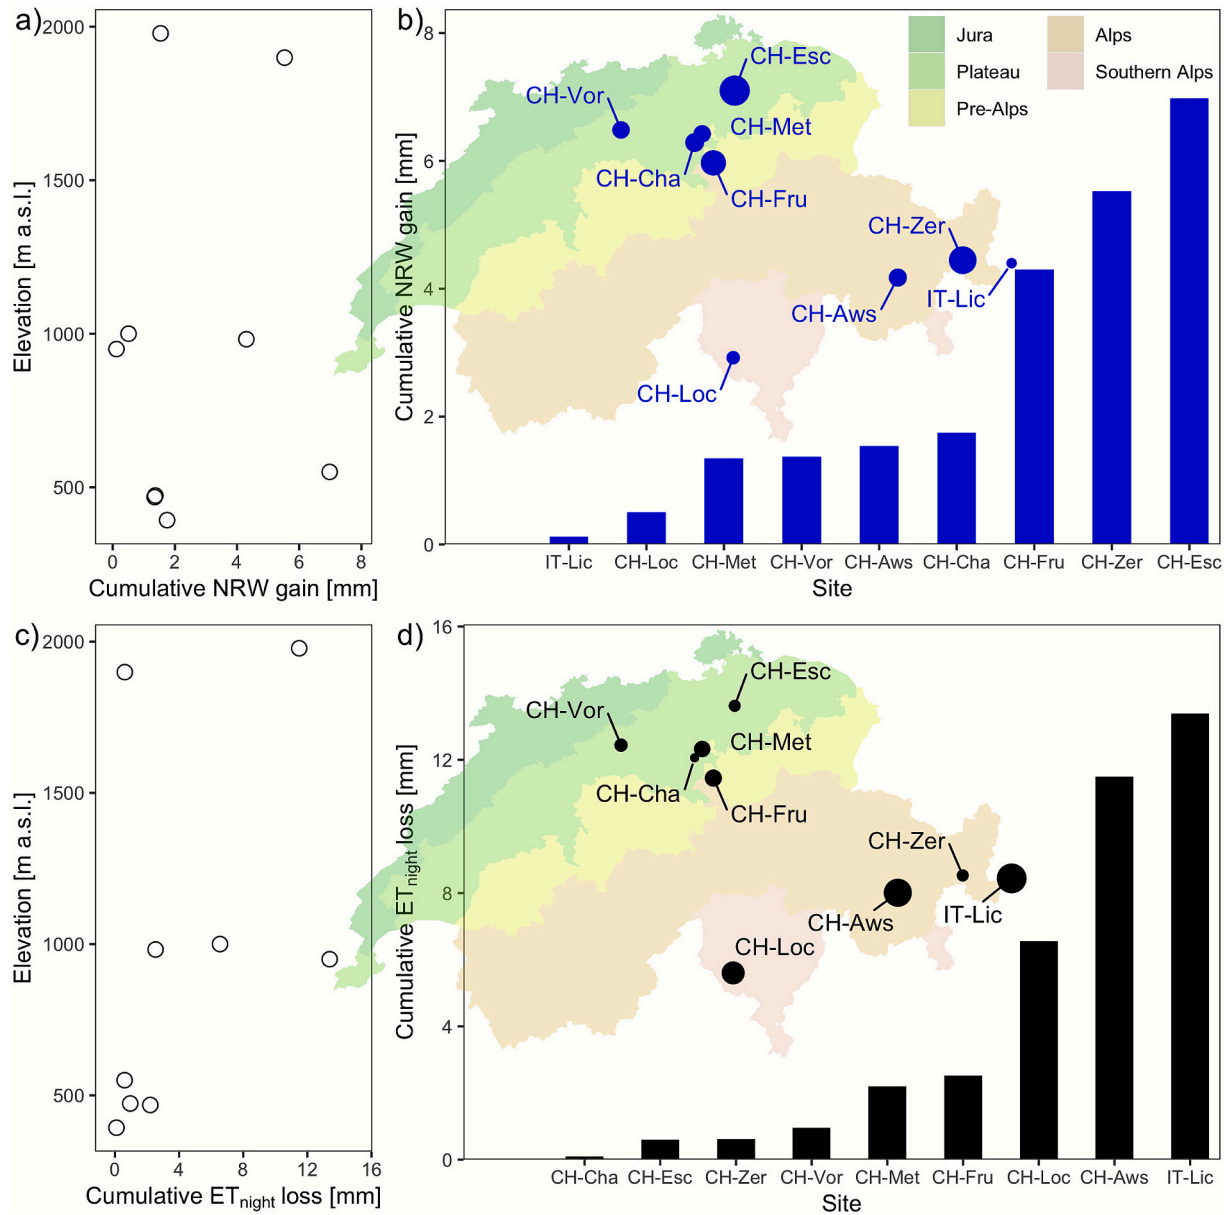 a)
2000
1500
1000
500
Elevation [m a.s.l.]
0 2 4 6 8
Cumulative NRW gain [mm]
b)
8
6
4
2
0
Cumulative NRW gain [mm]
Jura
Plateau
Pre-Alps
Alps
Southern Alps
CH-Esc
CH-Vor
CH-Met
CH-Cha
CH-Fru
CH-Zer
IT-Lic
CH-Aws
CH-Loc
IT-Lic CH-Loc CH-Met CH-Vor CH-Aws CH-Cha CH-Fru CH-Zer CH-Esc
Site
c)
2000
1500
1000
500
Elevation [m a.s.l.]
0 4 8 12 16
Cumulative ETnight loss [mm]
d)
16
12
8
4
0
Cumulative ETnight loss [mm]
CH-Esc
CH-Vor
CH-Met
CH-Cha
CH-Fru
CH-Zer
IT-Lic
CH-Aws
CH-Loc
CH-Cha CH-Esc CH-Zer CH-Vor CH-Met CH-Fru CH-Loc CH-Aws IT-Lic
Site